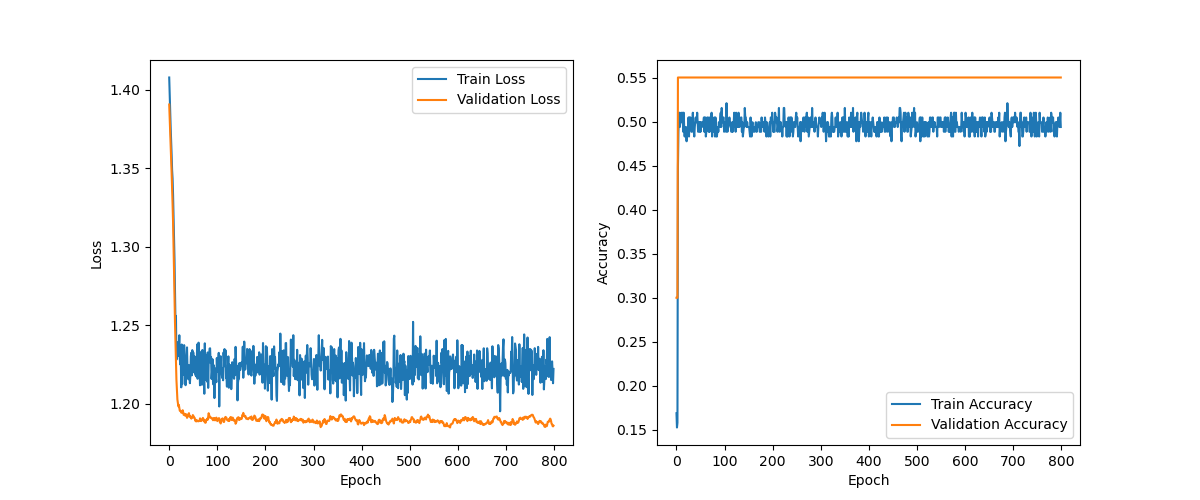 1.40
1.35
1.30
1.25
1.20
Loss
0 100 200 300 400 500 600 700 800
Epoch
Train Loss
Validation Loss
0.55
0.50
0.45
0.40
0.35
0.30
0.25
0.20
0.15
Accuracy
0 100 200 300 400 500 600 700 800
Epoch
Train Accuracy
Validation Accuracy